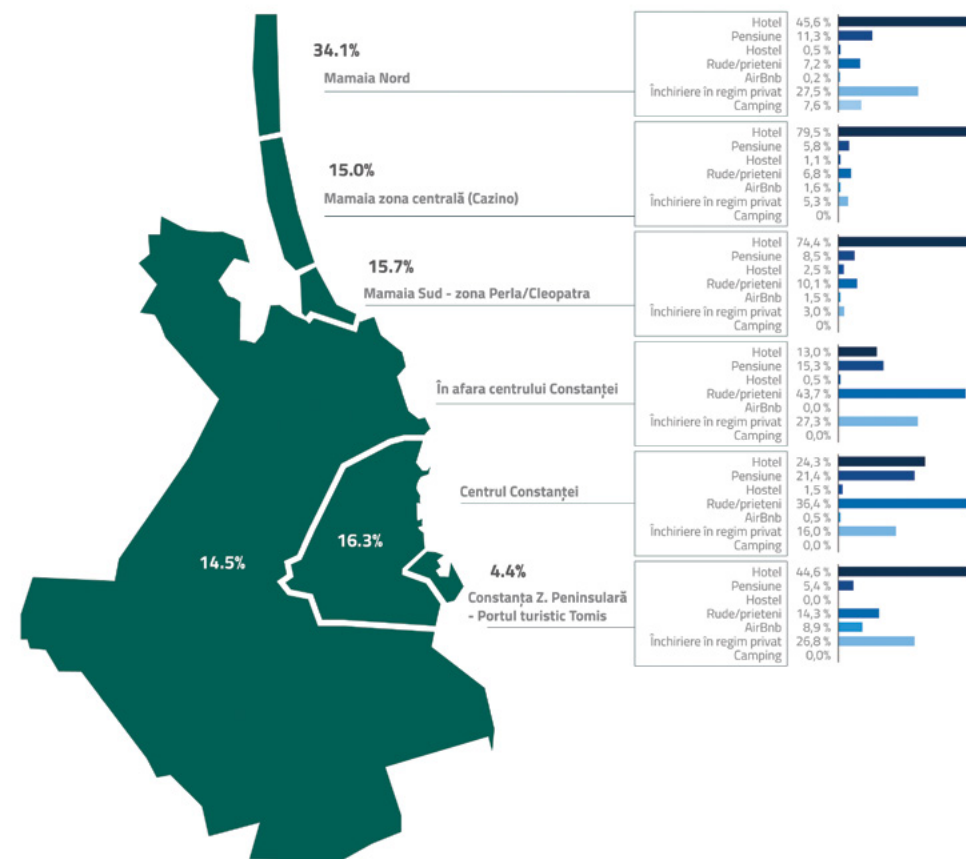 34.1%
Mamaia Nord
Hotel 45,6 %
Pensiune 11,3 %
Hostel 0,5 %
Rude/prieteni 7,2 %
AirBnb 0,2 %
Închiriere în regim privat 27,5 %
Camping 7,6 %
15.0%
Mamaia zona centrală (Cazino)
Hotel 79,5 %
Pensiune 5,8 %
Hostel 1,1 %
Rude/prieteni 6,8 %
AirBnb 1,6 %
Închiriere în regim privat 5,3 %
Camping 0%
15.7%
Mamaia Sud - zona Perla/Cleopatra
Hotel 74,4 %
Pensiune 8,5 %
Hostel 2,5 %
Rude/prieteni 10,1 %
AirBnb 1,5 %
Închiriere în regim privat 3,0 %
Camping 0%
În afara centrului Constanței
Hotel 13,0 %
Pensiune 15,3 %
Hostel 0,5 %
Rude/prieteni 43,7 %
AirBnb 0,0 %
Închiriere în regim privat 27,3 %
Camping 0,0%
Centrul Constanței
Hotel 24,3 %
Pensiune 21,4 %
Hostel 1,5 %
Rude/prieteni 36,4 %
AirBnb 0,5 %
Închiriere în regim privat 16,0 %
Camping 0,0 %
14.5%
16.3%
4.4%
Constanța Z. Peninsulară
- Portul turistic Tomis
Hotel 44,6 %
Pensiune 5,4 %
Hostel 0,0 %
Rude/prieteni 14,3 %
AirBnb 8,9 %
Închiriere în regim privat 26,8 %
Camping 0,0%